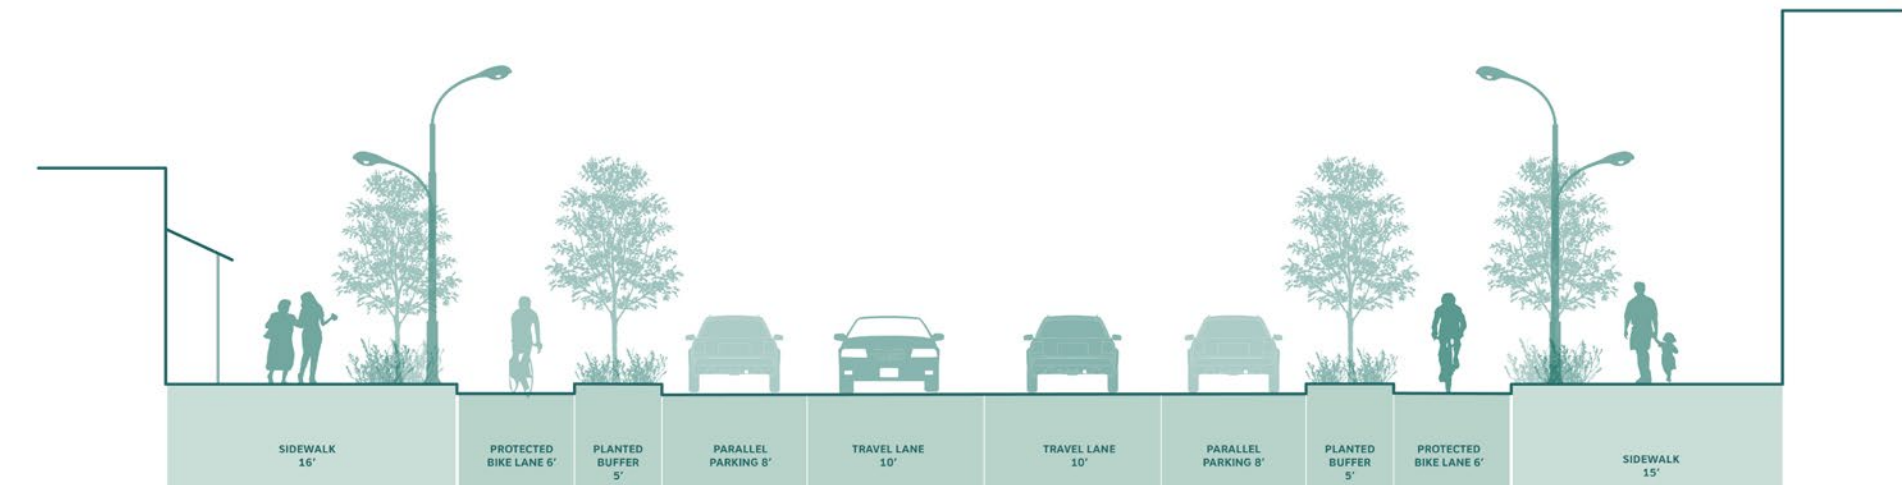 SIDEWALK
16'
PROTECTED
BIKE LANE 6'
PLANTED
BUFFER
5'
PARALLEL
PARKING 8'
TRAVEL LANE
10'
TRAVEL LANE
10'
PARALLEL
PARKING 8'
PLANTED
BUFFER
5'
PROTECTED
BIKE LANE 6'
SIDEWALK
15'